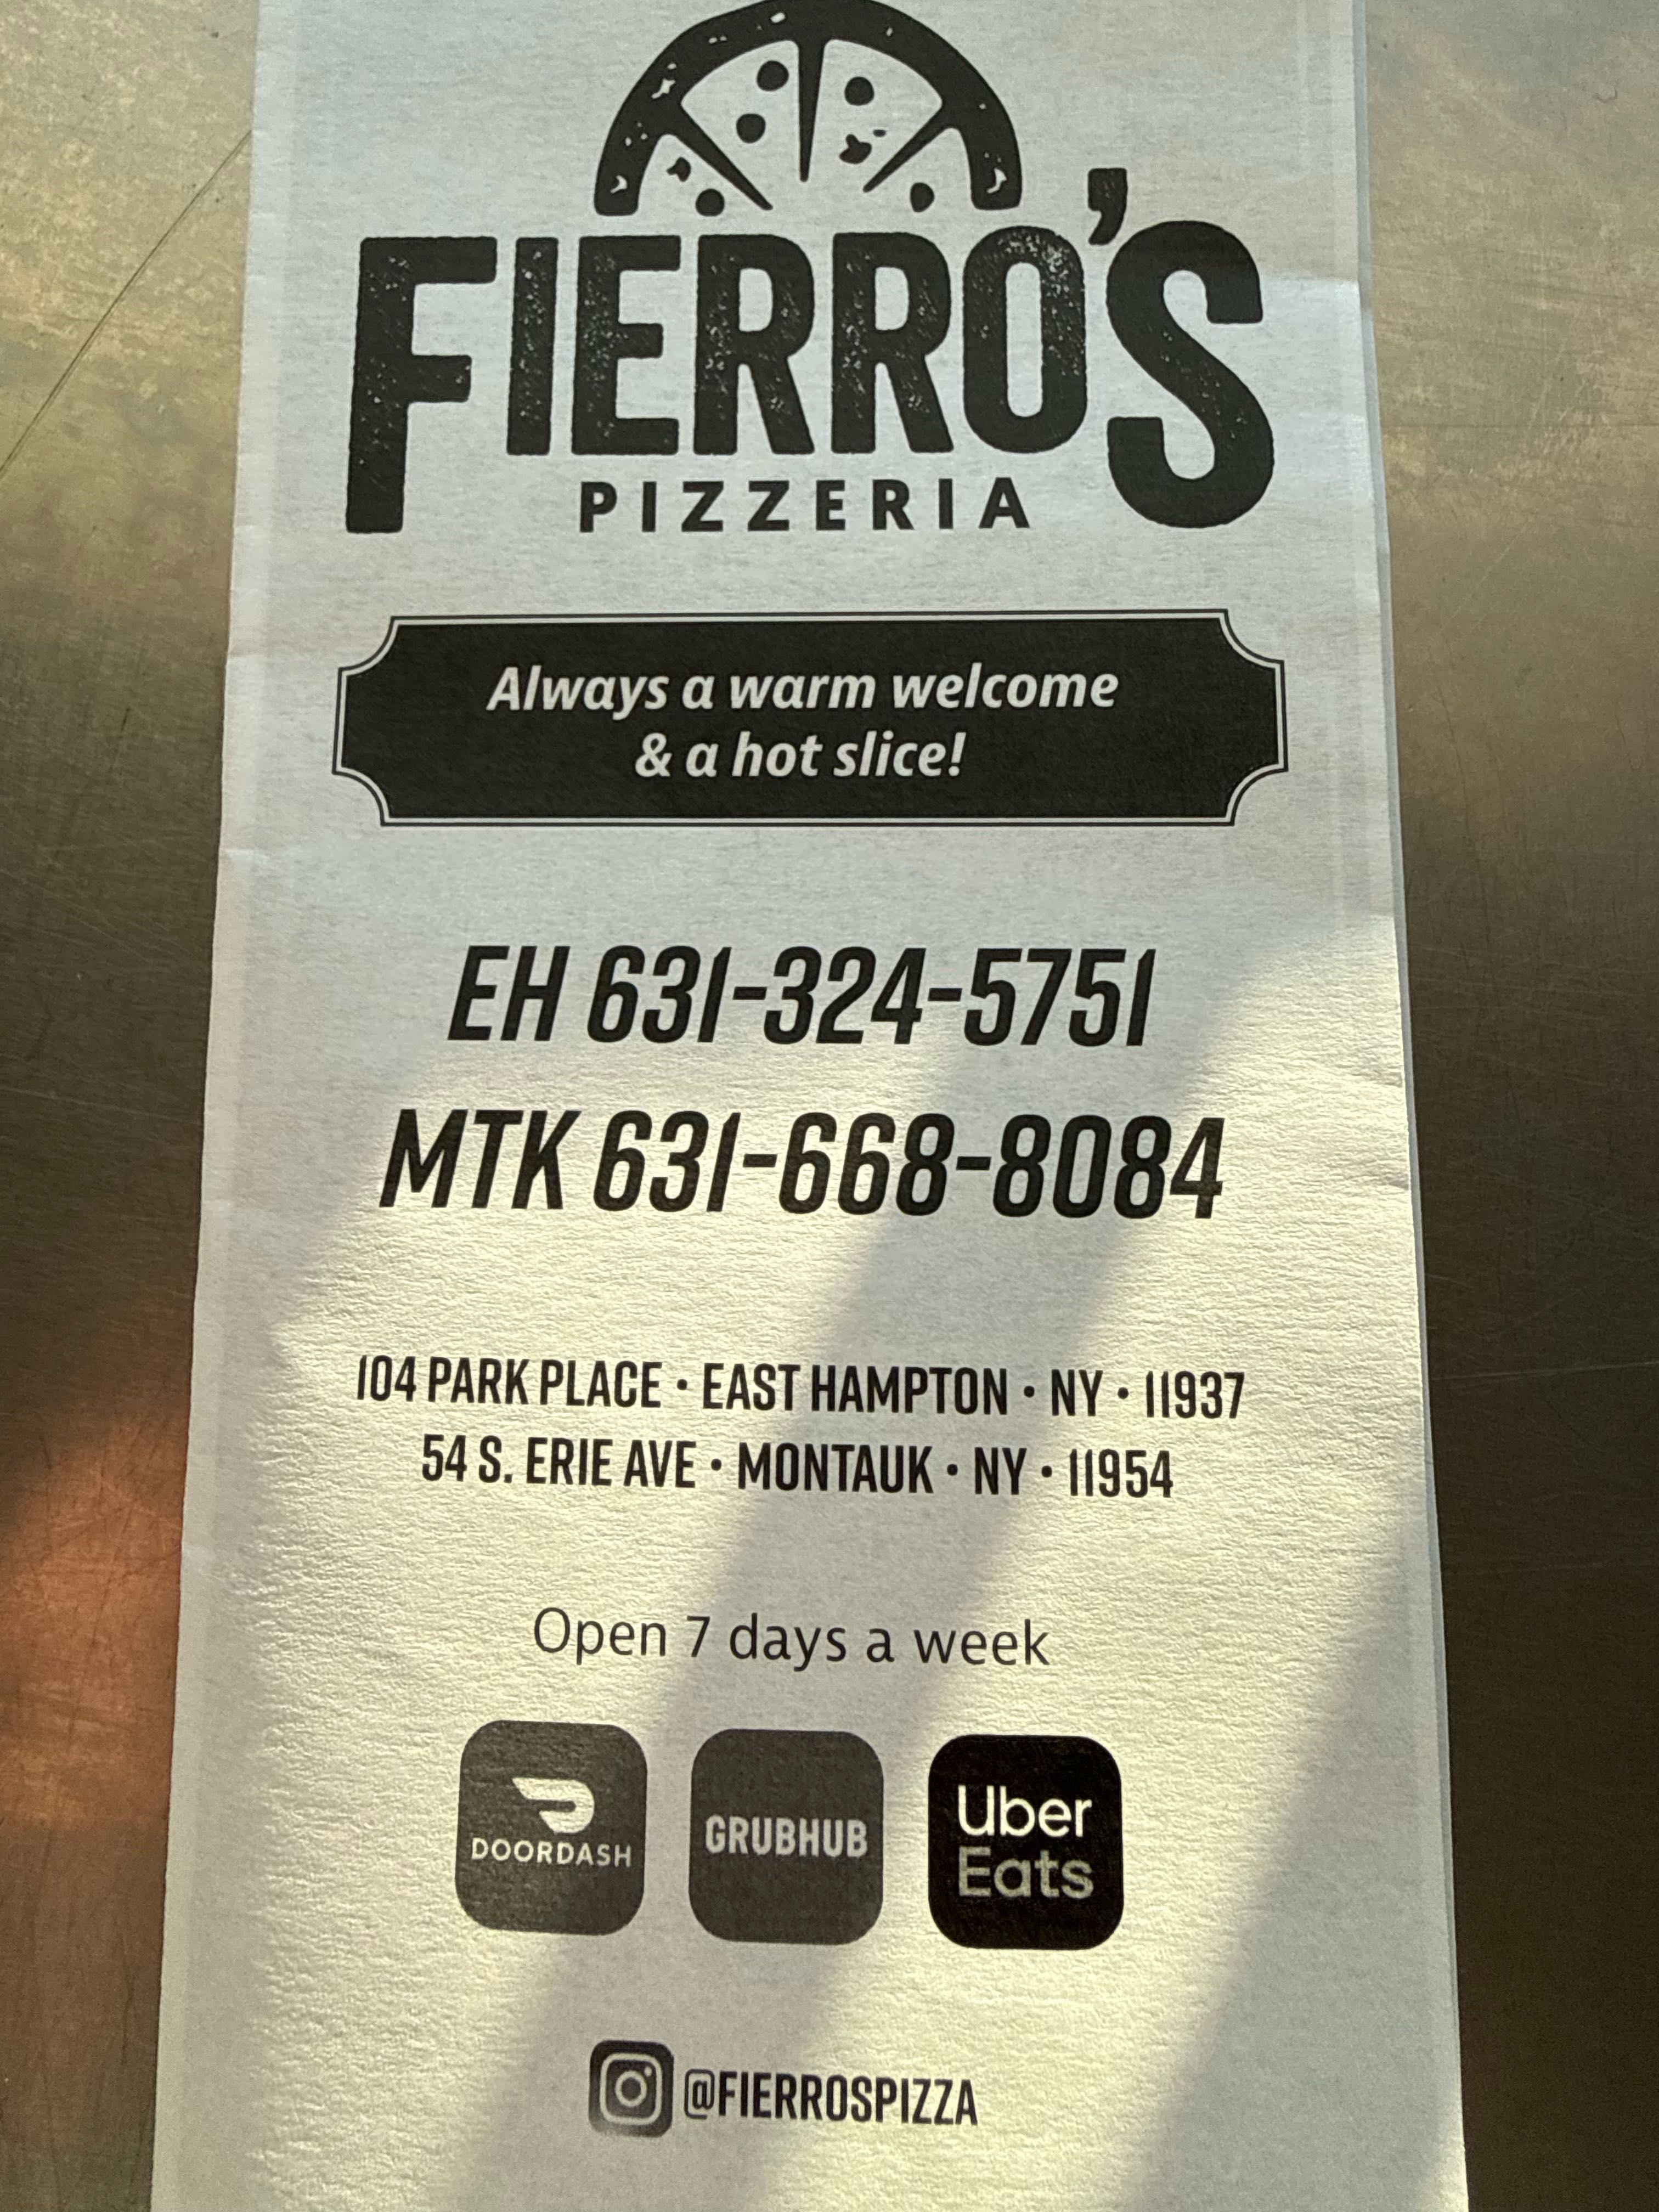 FIERRO'S
PIZZERIA
Always a warm welcome
& a hot slice!
EH 631-324-5751
MTK 631-668-8084
104 PARK PLACE • EAST HAMPTON • NY • 11937
54 S. ERIE AVE • MONTAUK • NY • 11954
Open 7 days a week
DOORDASH GRUBHUB Uber
Eats
@FIERROSPIZZA